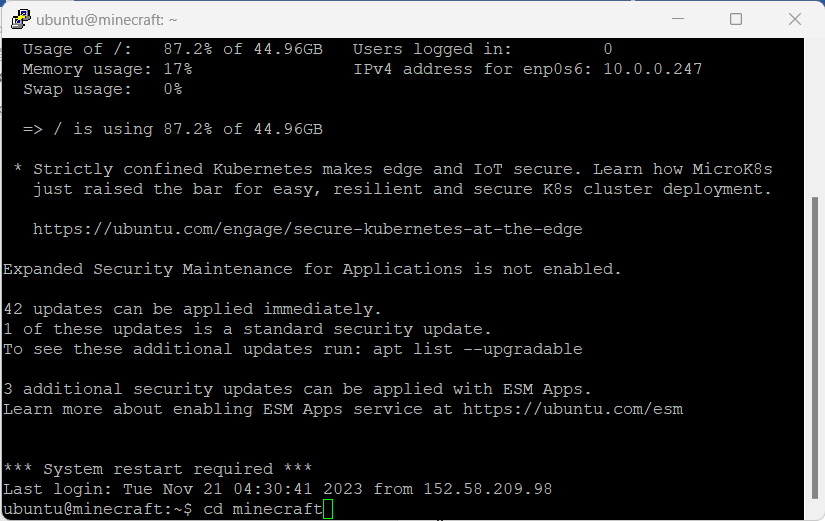 ubuntu@minecraft: ~
Usage of /: 87.2% of 44.96GB Users logged in: 0
Memory usage: 17% IPv4 address for enp0s6: 10.0.0.247
Swap usage: 0%
=> / is using 87.2% of 44.96GB
* Strictly confined Kubernetes makes edge and IoT secure. Learn how MicroK8s
just raised the bar for easy, resilient and secure K8s cluster deployment.
https://ubuntu.com/engage/secure-kubernetes-at-the-edge
Expanded Security Maintenance for Applications is not enabled.
42 updates can be applied immediately.
1 of these updates is a standard security update.
To see these additional updates run: apt list --upgradable
3 additional security updates can be applied with ESM Apps.
Learn more about enabling ESM Apps service at https://ubuntu.com/esm
*** System restart required ***
Last login: Tue Nov 21 04:30:41 2023 from 152.58.209.98
ubuntu@minecraft:~$ cd minecraft